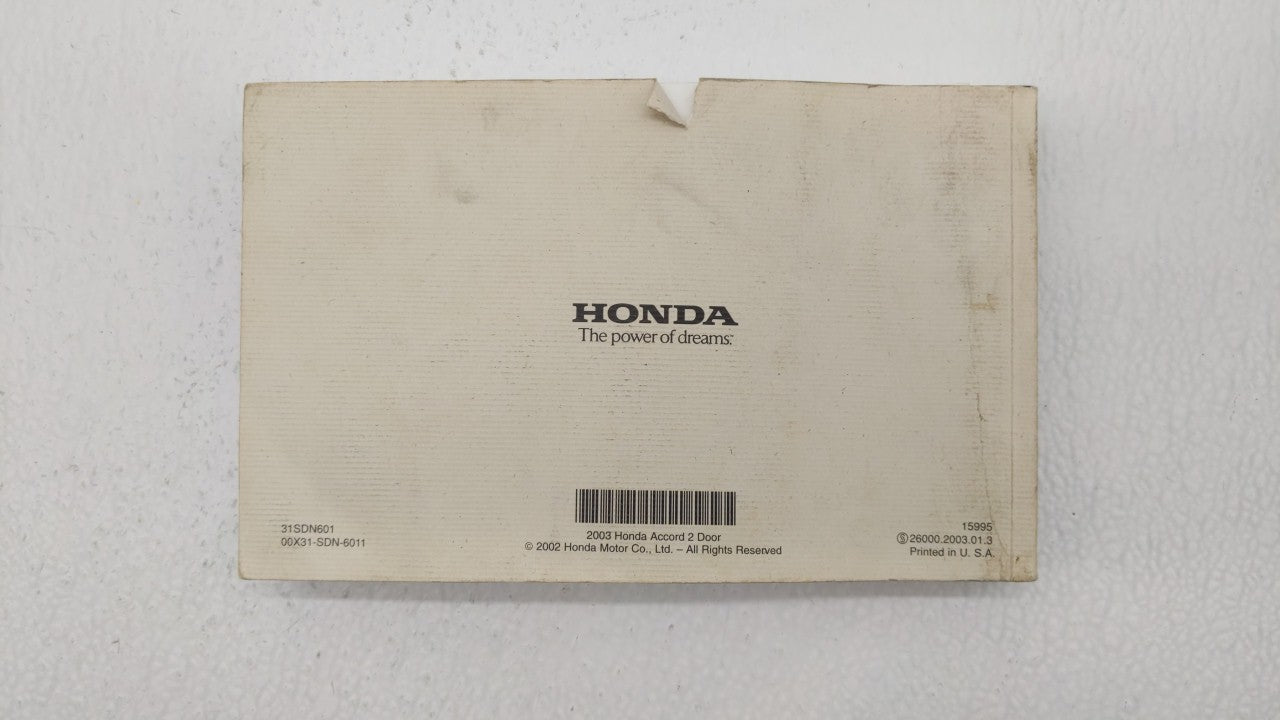 HONDA
The power of dreams.™
31SDN601
00X31-SDN-6011
2003 Honda Accord 2 Door
© 2002 Honda Motor Co., Ltd. – All Rights Reserved
15995
Ⓢ26000.2003.01.3
Printed in U. S.A.